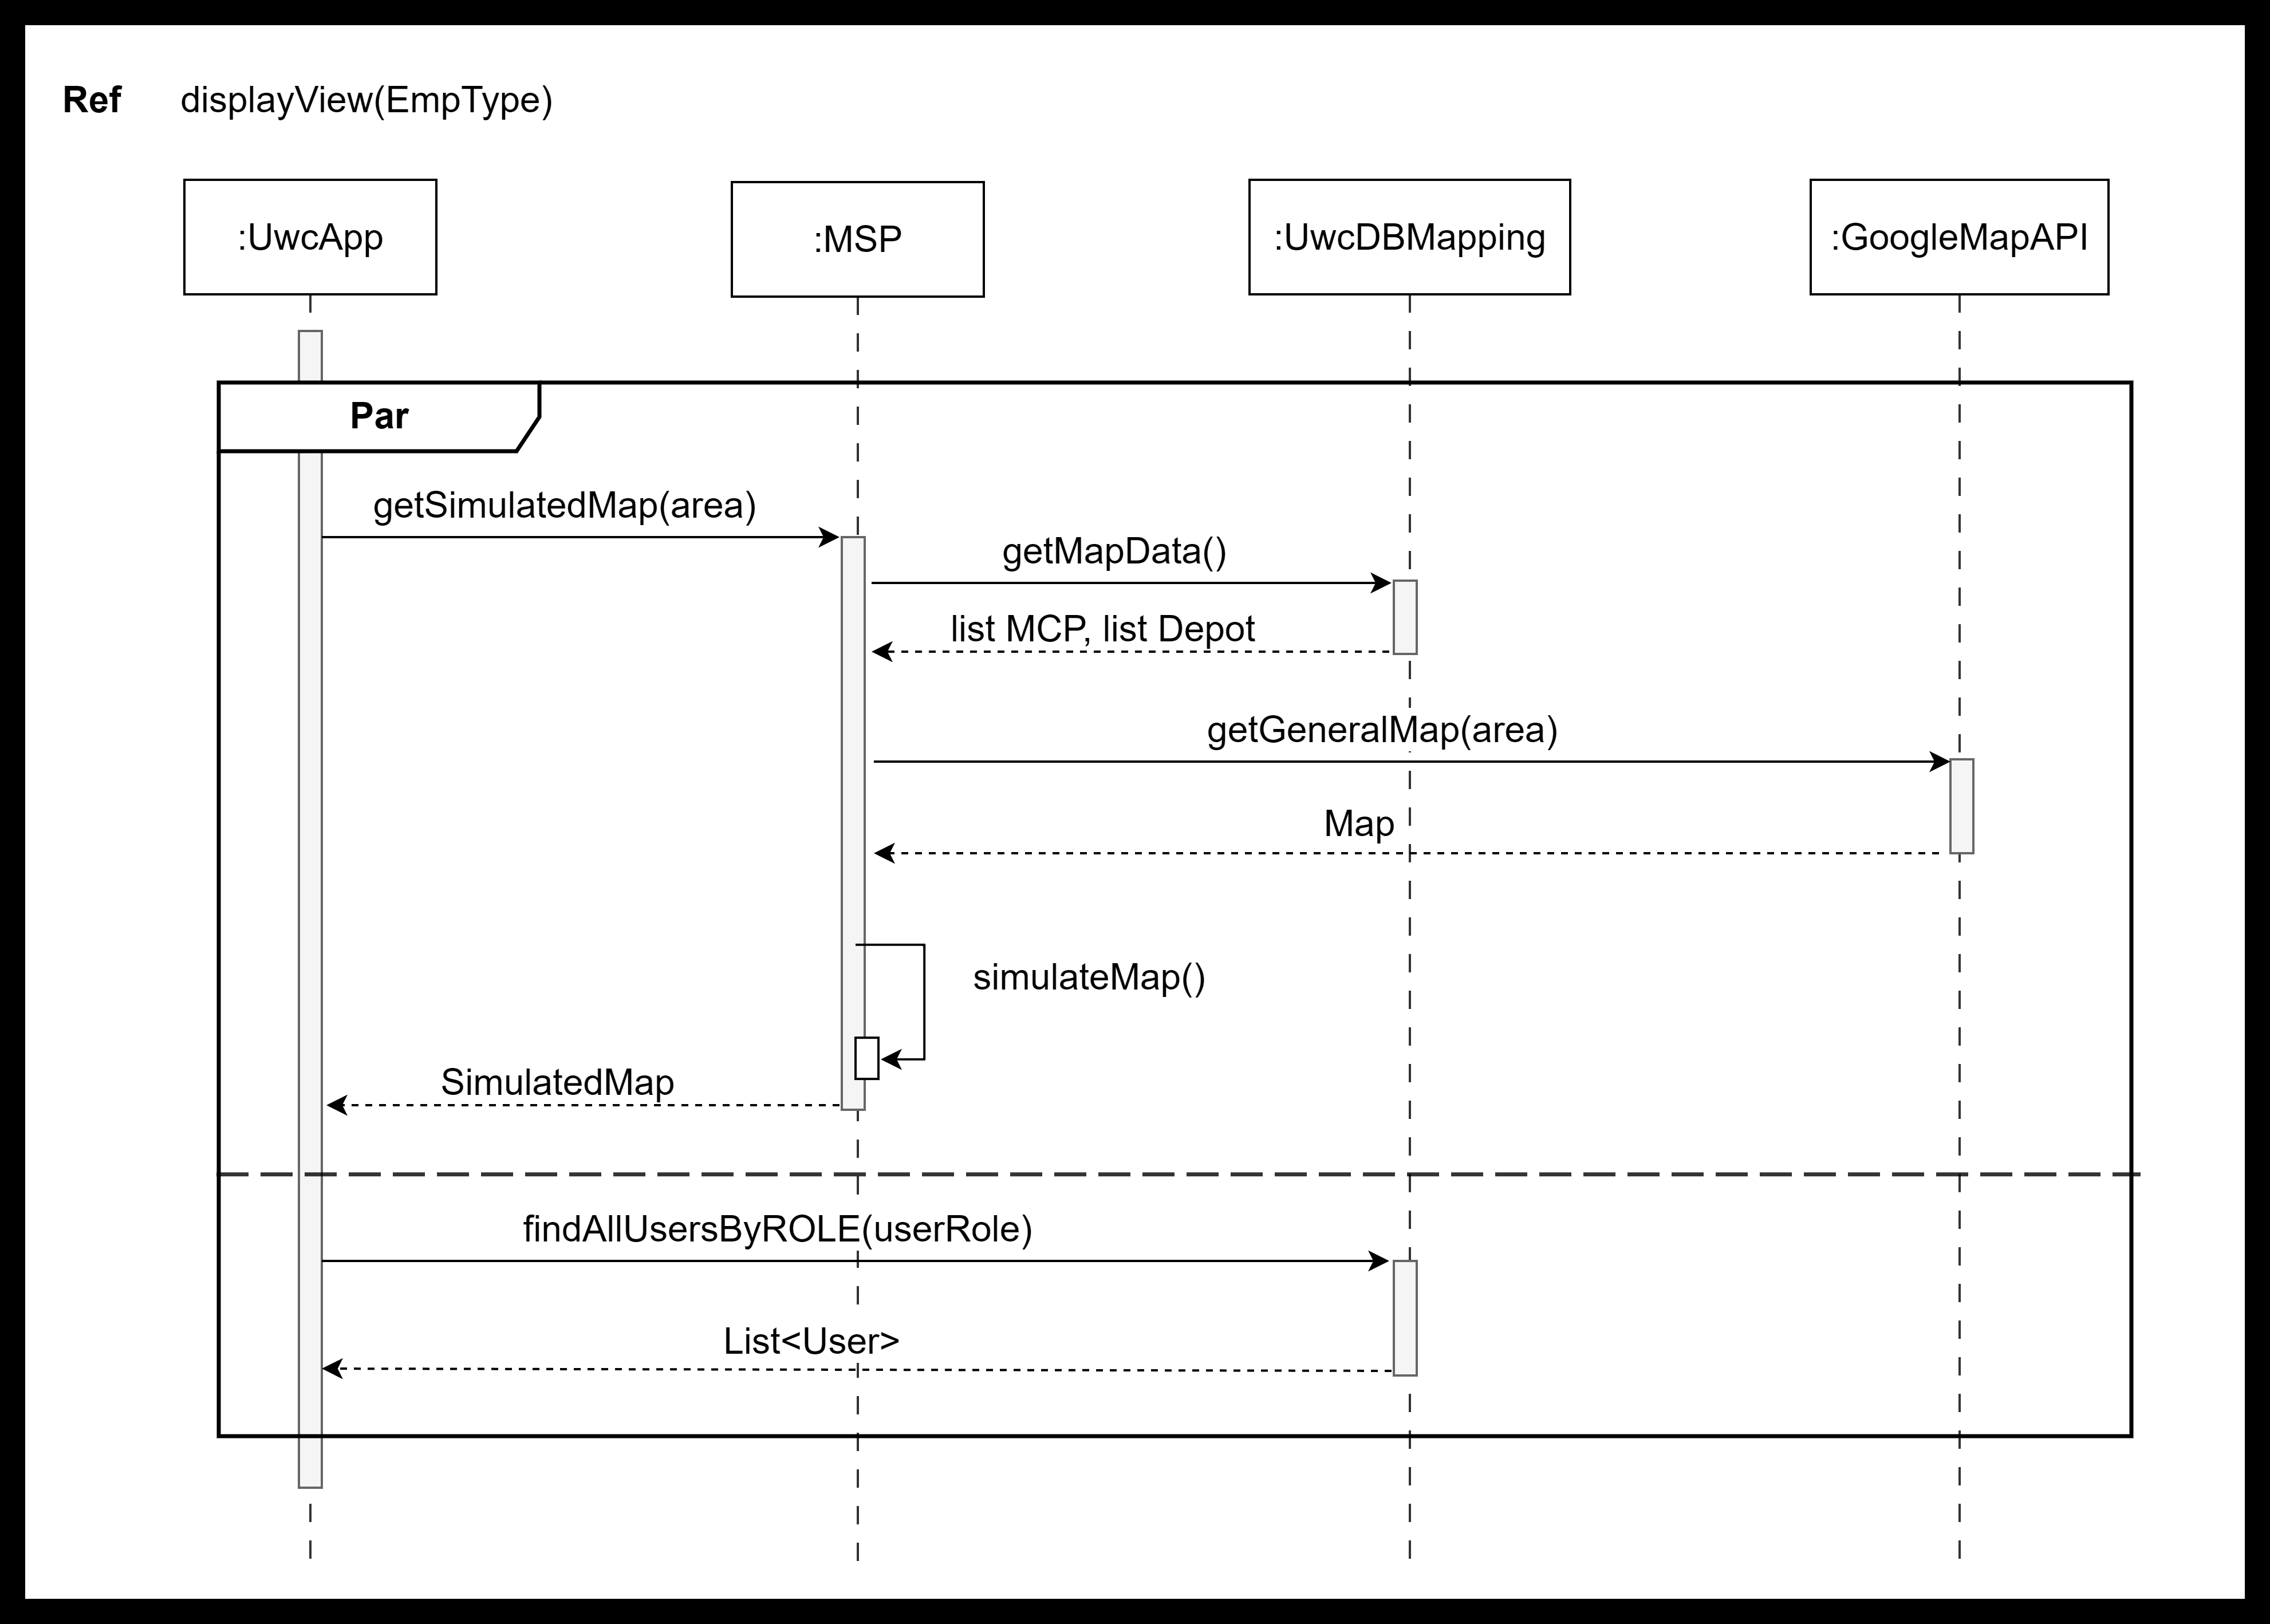 Ref displayView(EmpType)
:UwcApp
:MSP
:UwcDBMapping
:GoogleMapAPI
Par
getSimulatedMap(area)
getMapData()
list MCP, list Depot
getGeneralMap(area)
Map
simulateMap()
SimulatedMap
findAllUsersByROLE(userRole)
List<User>